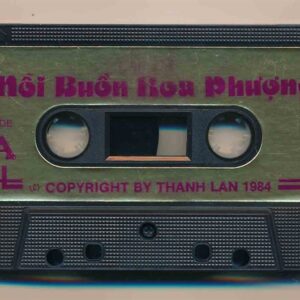 Nỗi Buồn Hoa Phượng
A
(c) COPYRIGHT BY THANH LAN 1984